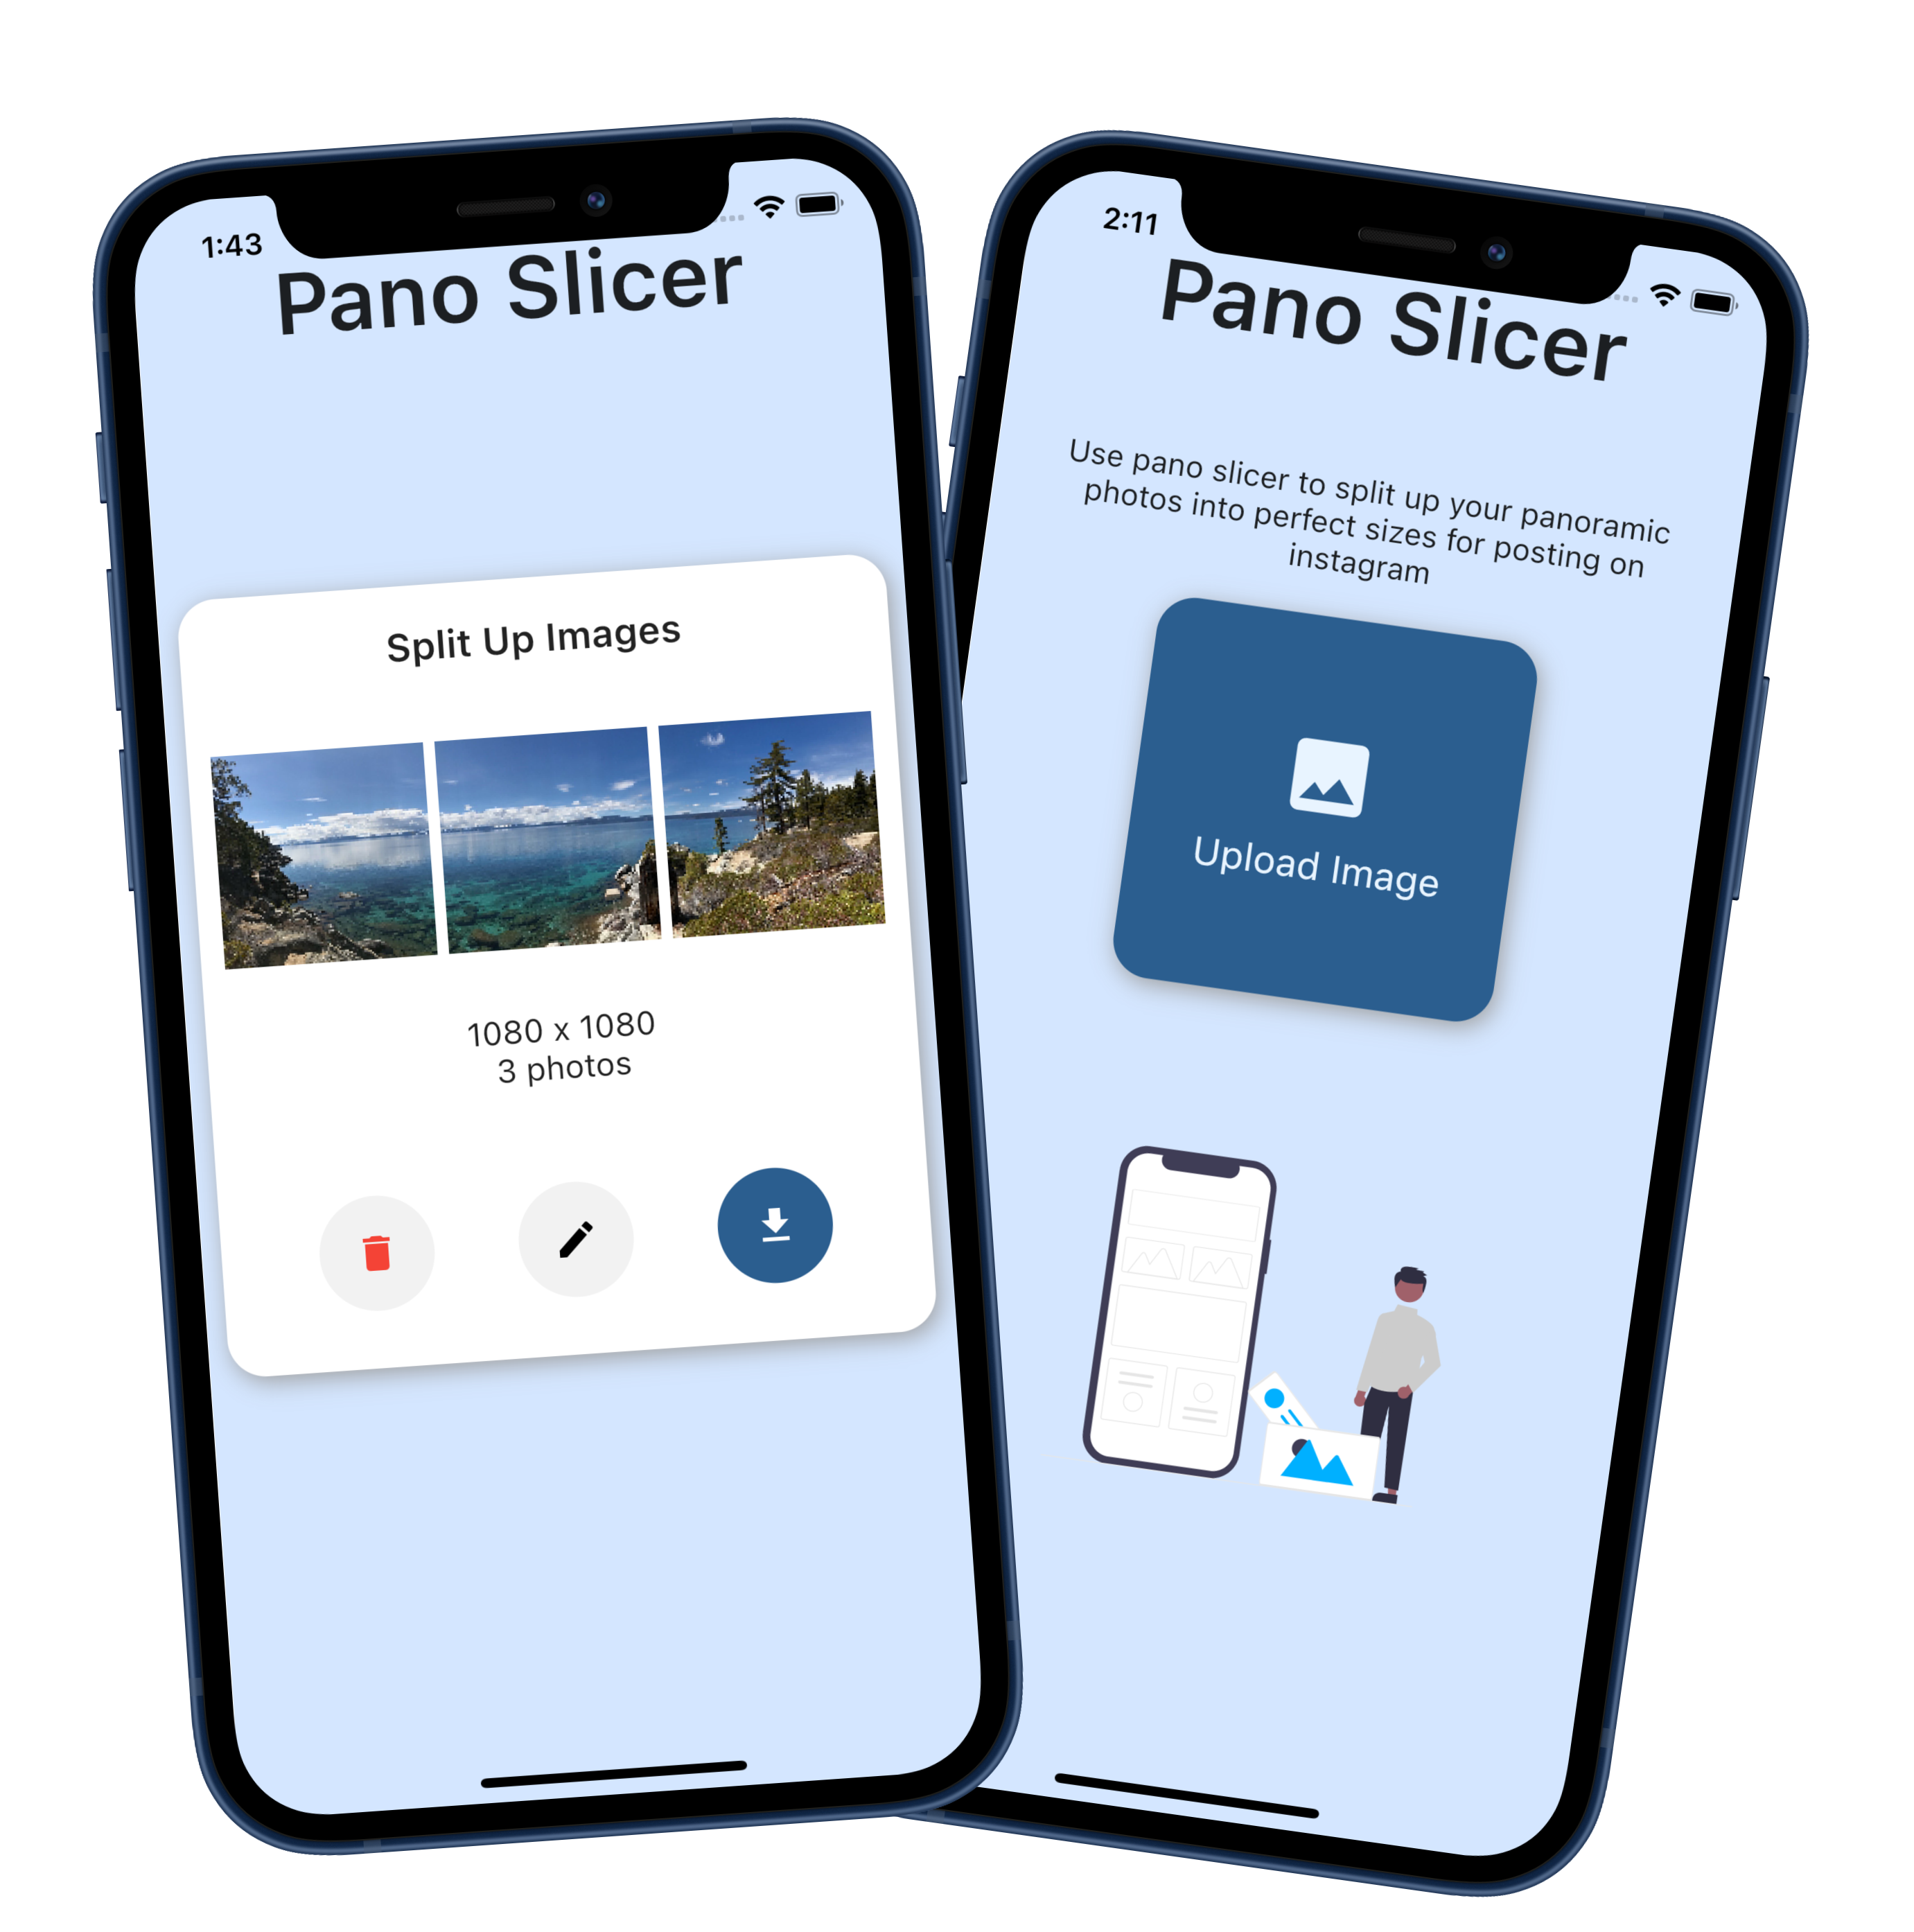 1:43
Pano Slicer
Split Up Images
1080 x 1080
3 photos
2:11
Pano Slicer
Use pano slicer to split up your panoramic
photos into perfect sizes for posting on
instagram
Upload Image